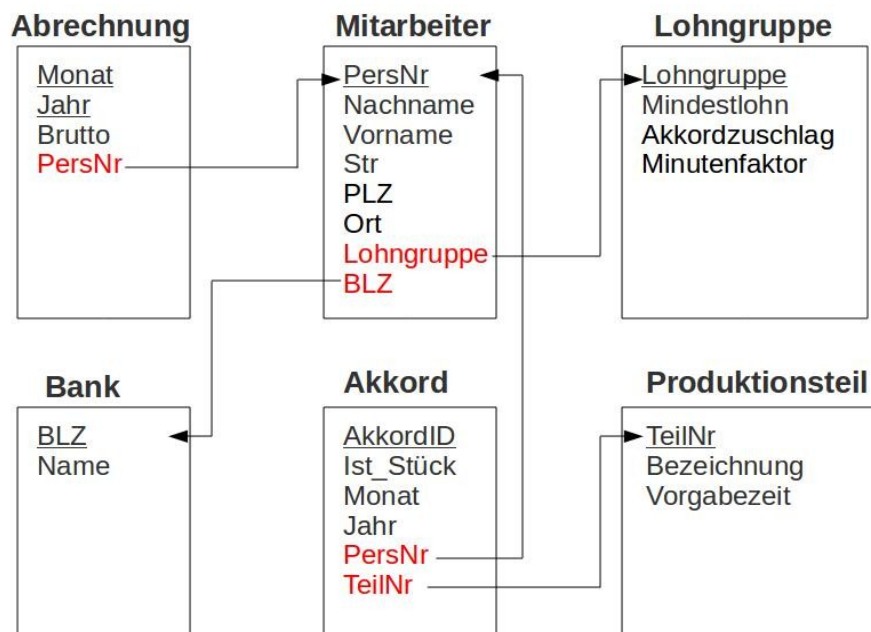 Abrechnung
Monat
Jahr
Brutto
PersNr
Mitarbeiter
PersNr
Nachname
Vorname
Str
PLZ
Ort
Lohngruppe
BLZ
Lohngruppe
Lohngruppe
Mindestlohn
Akkordzuschlag
Minutenfaktor
Bank
BLZ
Name
Akkord
AkkordID
Ist_Stück
Monat
Jahr
PersNr
TeilNr
Produktionsteil
TeilNr
Bezeichnung
Vorgabezeit